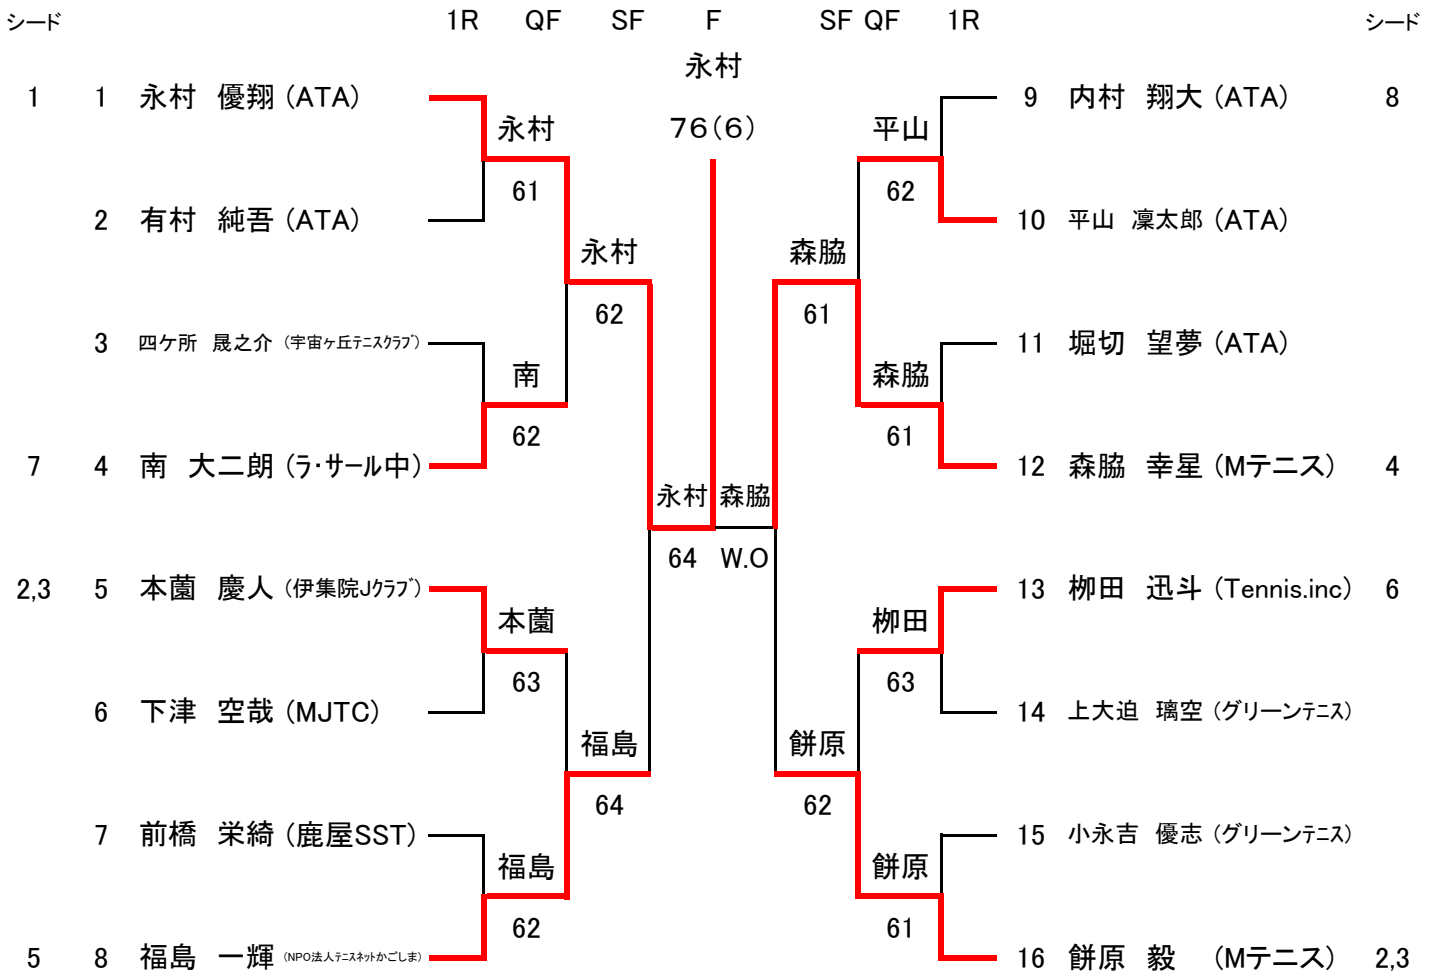 シード 1R QF SF F SF QF 1R シード
永村
1 1 永村 優翔 (ATA) 9 内村 翔大 (ATA) 8
永村 76(6) 平山
61 62
2 有村 純吾 (ATA) 10 平山 凜太郎 (ATA)
永村 森脇
62 61
3 四ケ所 晟之介 (宇宙ヶ丘テニスクラブ) 11 堀切 望夢 (ATA)
南 森脇
62 61
7 4 南 大二朗 (ラ・サール中) 12 森脇 幸星 (Mテニス) 4
永村 森脇
64 W.O
2,3 5 本薗 慶人 (伊集院Jクラブ) 13 栁田 迅斗 (Tennis.inc) 6
本薗 栁田
63 63
6 下津 空哉 (MJTC) 14 上大迫 璃空 (グリーンテニス)
福島 餅原
64 62
7 前橋 栄綺 (鹿屋SST) 15 小永吉 優志 (グリーンテニス)
福島 餅原
62 61
5 8 福島 一輝 (NPO法人テニスネットかごしま) 16 餅原 毅 (Mテニス) 2,3